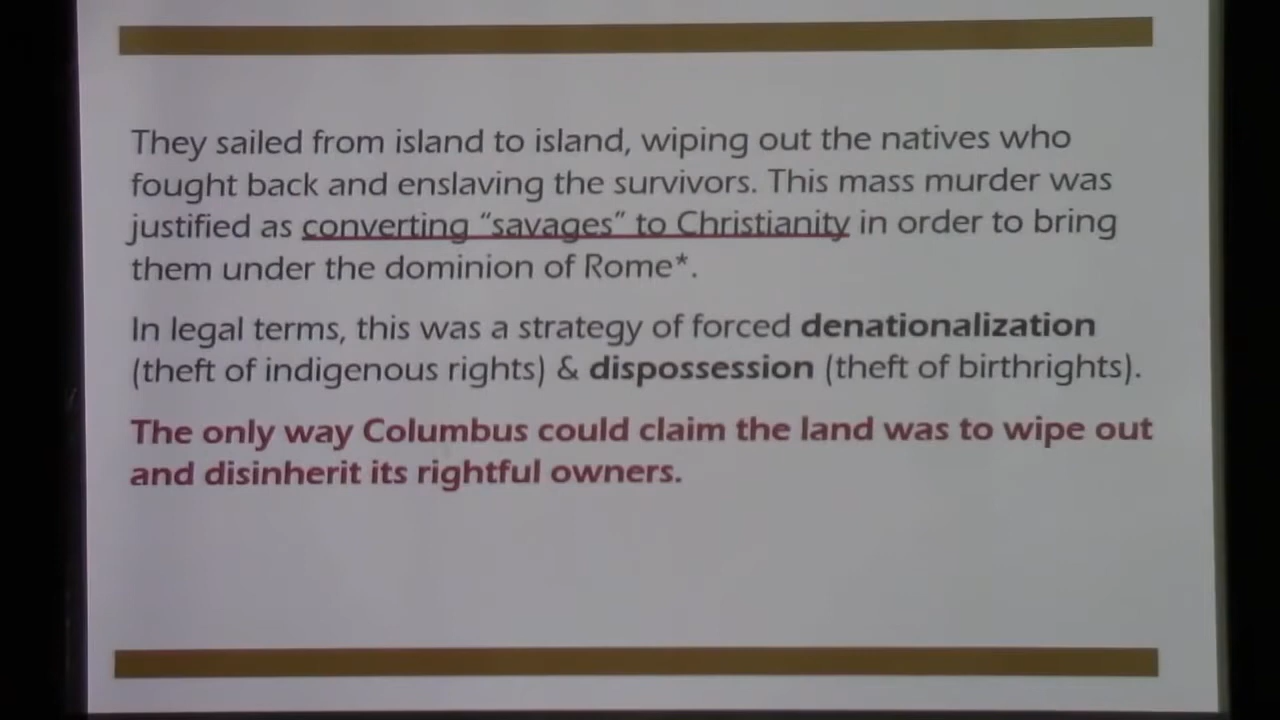 They sailed from island to island, wiping out the natives who
fought back and enslaving the survivors. This mass murder was
justified as converting “savages” to Christianity in order to bring
them under the dominion of Rome*.
In legal terms, this was a strategy of forced denationalization
(theft of indigenous rights) & dispossession (theft of birthrights).
The only way Columbus could claim the land was to wipe out
and disinherit its rightful owners.